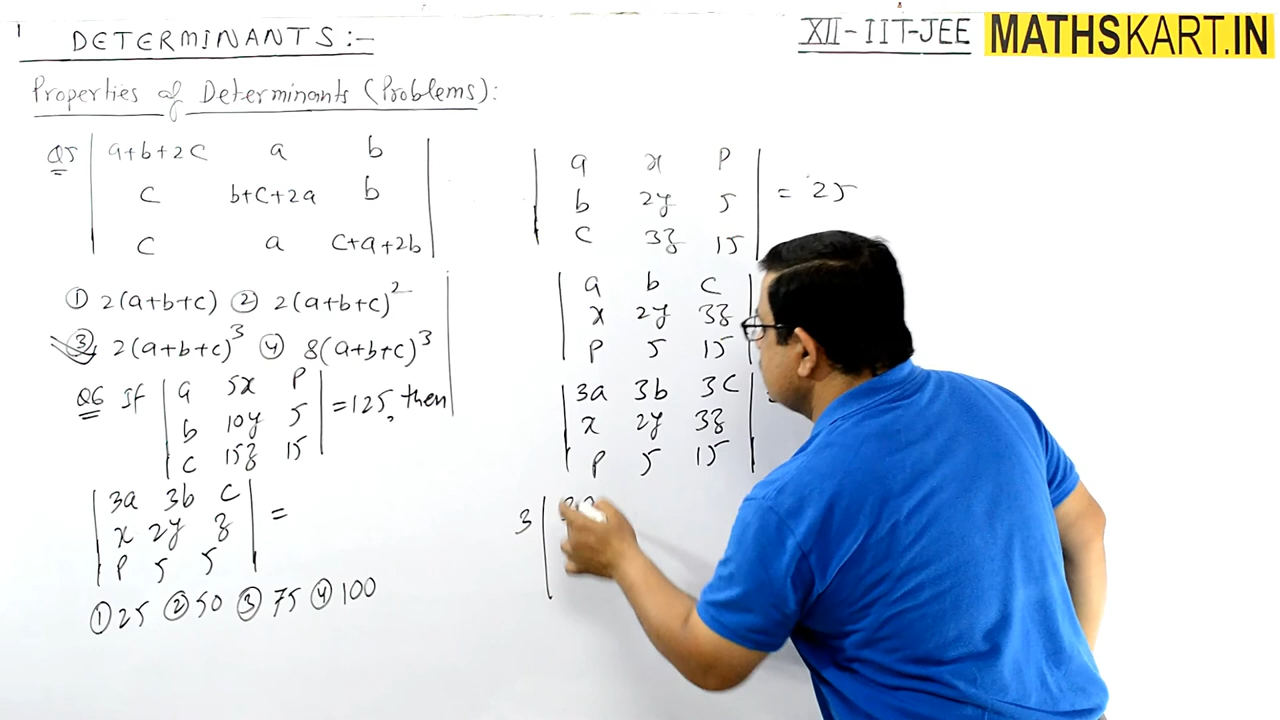 1 DETERMINANTS:-
XII-IIT-JEE MATHSKART.IN
Properties of Determinants (Problems):
Q5 | a+b+2c a b |
c b+c+2a b
c a c+a+2b
① 2(a+b+c) ② 2(a+b+c)²
③ 2(a+b+c)³ ④ 8(a+b+c)³
Q6 If | a 5x P | = 125, then
b 10y 5
c 15z 15
| 3a 3b c | =
x 2y z
P 5 5
① 25 ② 50 ③ 75 ④ 100
| a x P | = 25
b 2y 5
c 3z 15
| a b c |
x 2y 3z
P 5 15
| 3a 3b 3c |
x 2y 3z
P 5 15
3 |